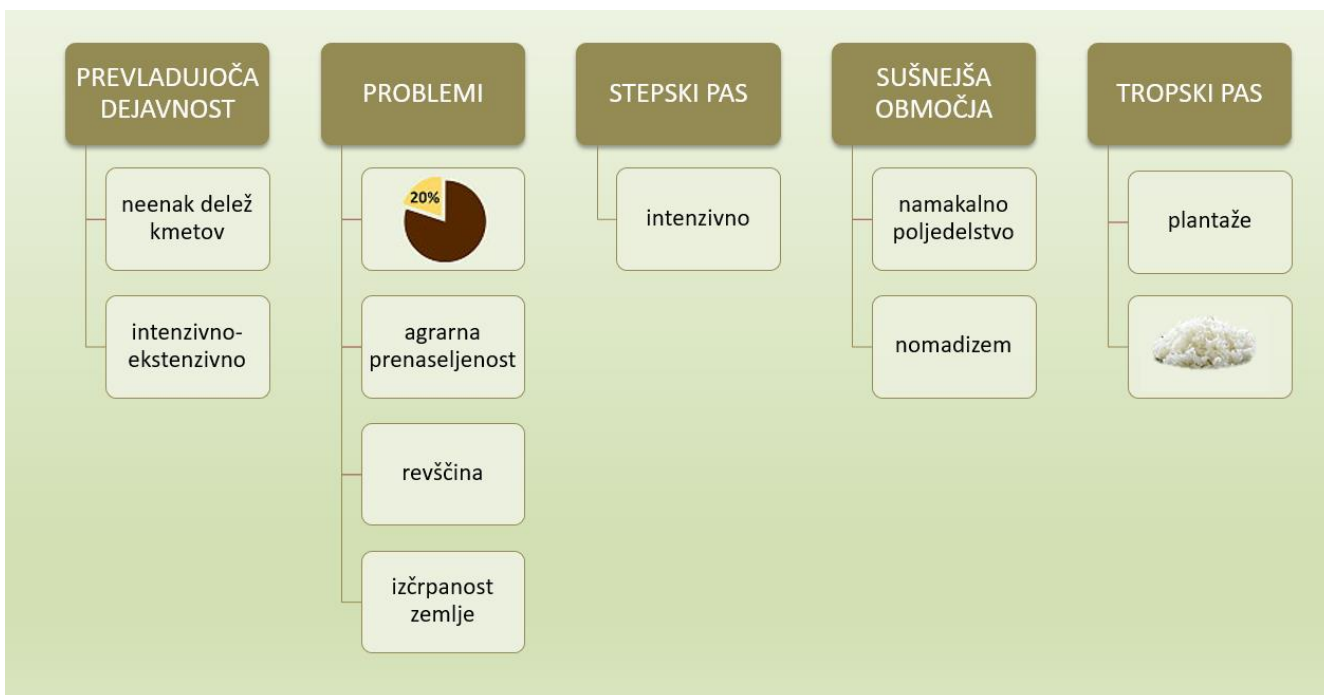 PREVLADUJOČA
DEJAVNOST
neenak delež
kmetov
intenzivno-
ekstenzivno
PROBLEMI
20%
agrarna
prenaseljenost
revščina
izčrpanost
zemlje
STEPSKI PAS
intenzivno
SUŠNEJŠA
OBMOČJA
namakalno
poljedelstvo
nomadizem
TROPSKI PAS
plantaže